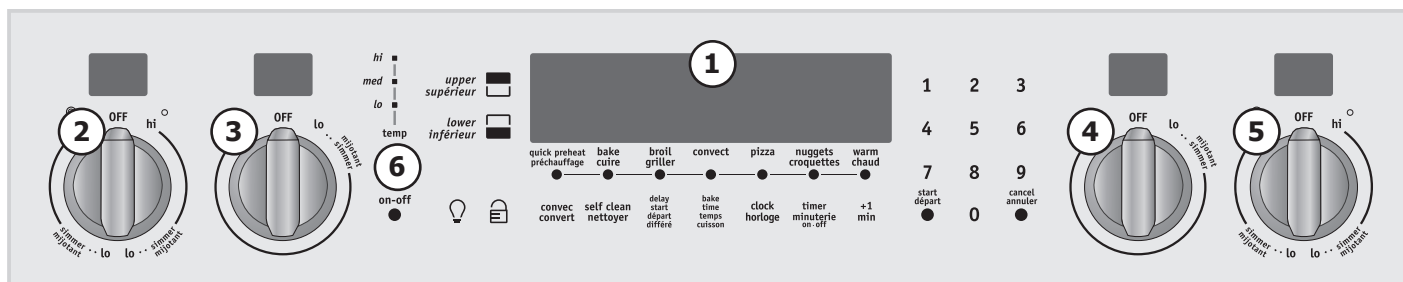 2
OFF
hi
simmer
mijotant
lo
lo
simmer
mijotant
3
OFF
lo
mijotant
simmer
hi
med
lo
temp
6
on-off
upper
supérieur
lower
inférieur
1
quick preheat
préchauffage
bake
cuire
broil
griller
convect
pizza
nuggets
croquettes
warm
chaud
convec
convert
self clean
nettoyer
delay
start
départ
différé
bake
time
temps
cuisson
clock
horloge
timer
minuterie
on·off
+1
min
1 2 3
4 5 6
7 8 9
start
départ
0
cancel
annuler
4
OFF
lo
mijotant
simmer
5
OFF
hi
simmer
mijotant
lo
lo
simmer
mijotant